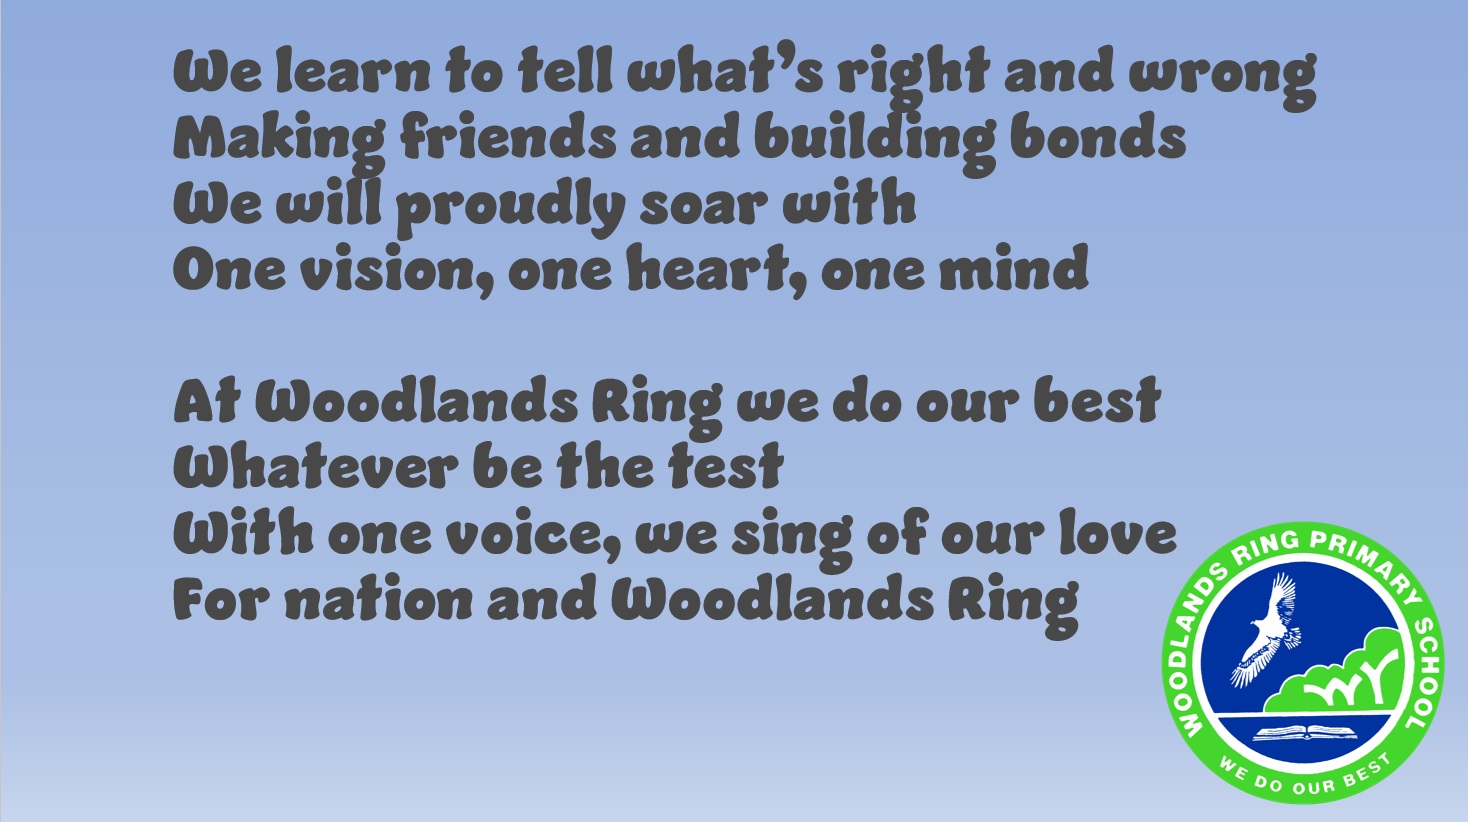 We learn to tell what’s right and wrong
Making friends and building bonds
We will proudly soar with
One vision, one heart, one mind
At Woodlands Ring we do our best
Whatever be the test
With one voice, we sing of our love
For nation and Woodlands Ring
WOODLANDS RING PRIMARY SCHOOL
wr
WE DO OUR BEST